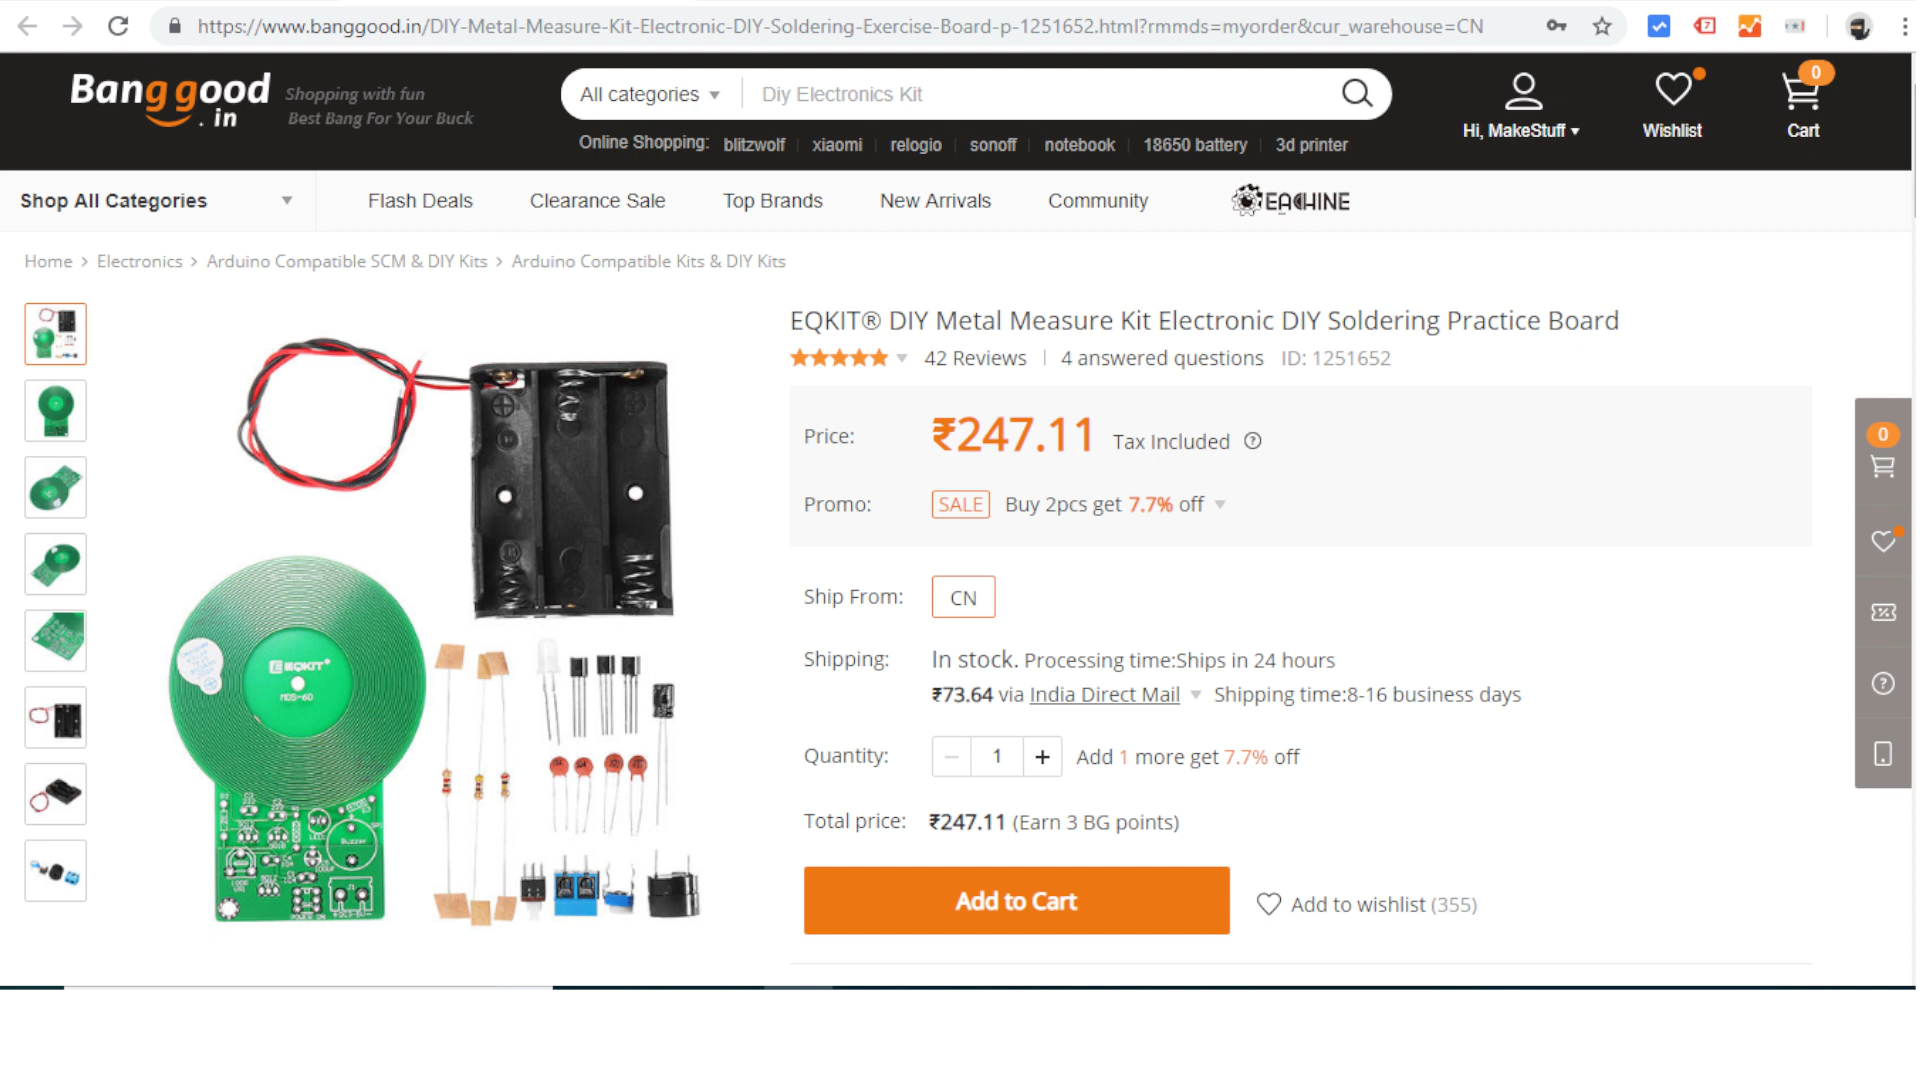 https://www.banggood.in/DIY-Metal-Measure-Kit-Electronic-DIY-Soldering-Exercise-Board-p-1251652.html?rmmds=myorder&cur_warehouse=CN
7
Banggood
.in
Shopping with fun
Best Bang For Your Buck
All categories
Diy Electronics Kit
Online Shopping: blitzwolf xiaomi relogio sonoff notebook 18650 battery 3d printer
Hi, MakeStuff
Wishlist
0
Cart
Shop All Categories
Flash Deals
Clearance Sale
Top Brands
New Arrivals
Community
EACHINE
Home > Electronics > Arduino Compatible SCM & DIY Kits > Arduino Compatible Kits & DIY Kits
EQKIT® DIY Metal Measure Kit Electronic DIY Soldering Practice Board
42 Reviews | 4 answered questions ID: 1251652
Price: ₹247.11 Tax Included ?
Promo: SALE Buy 2pcs get 7.7% off
Ship From: CN
Shipping: In stock. Processing time:Ships in 24 hours
₹73.64 via India Direct Mail Shipping time:8-16 business days
Quantity: − 1 + Add 1 more get 7.7% off
Total price: ₹247.11 (Earn 3 BG points)
Add to Cart
Add to wishlist (355)
0
EQKIT®
MDS-60
Buzzer
J1